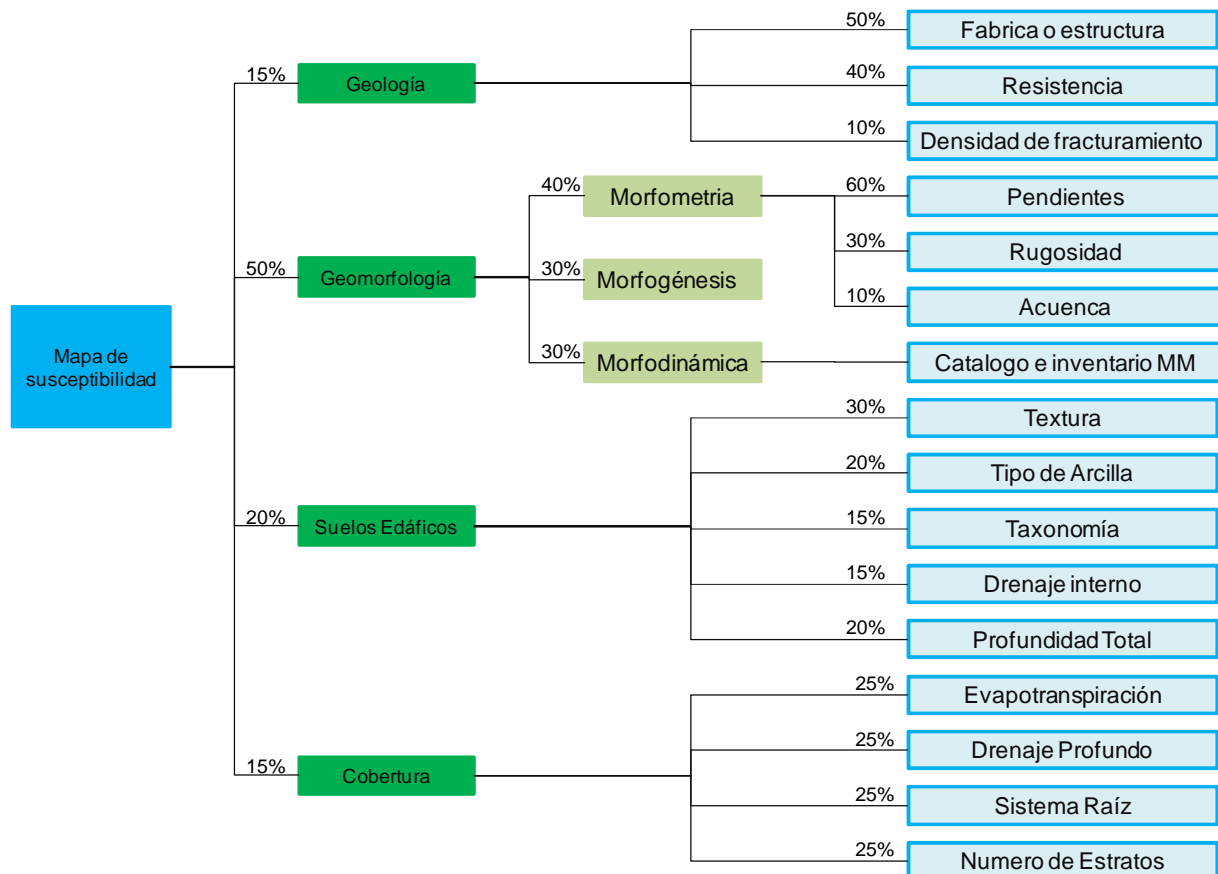 50%
Fabrica o estructura
15%
Geología
40%
Resistencia
10%
Densidad de fracturamiento
40%
Morfometria
60%
Pendientes
50%
Geomorfología
30%
Morfogénesis
30%
Rugosidad
10%
Acuenca
30%
Morfodinámica
Catalogo e inventario MM
Mapa de
susceptibilidad
30%
Textura
20%
Tipo de Arcilla
20%
Suelos Edáficos
15%
Taxonomía
15%
Drenaje interno
20%
Profundidad Total
25%
Evapotranspiración
15%
Cobertura
25%
Drenaje Profundo
25%
Sistema Raíz
25%
Numero de Estratos